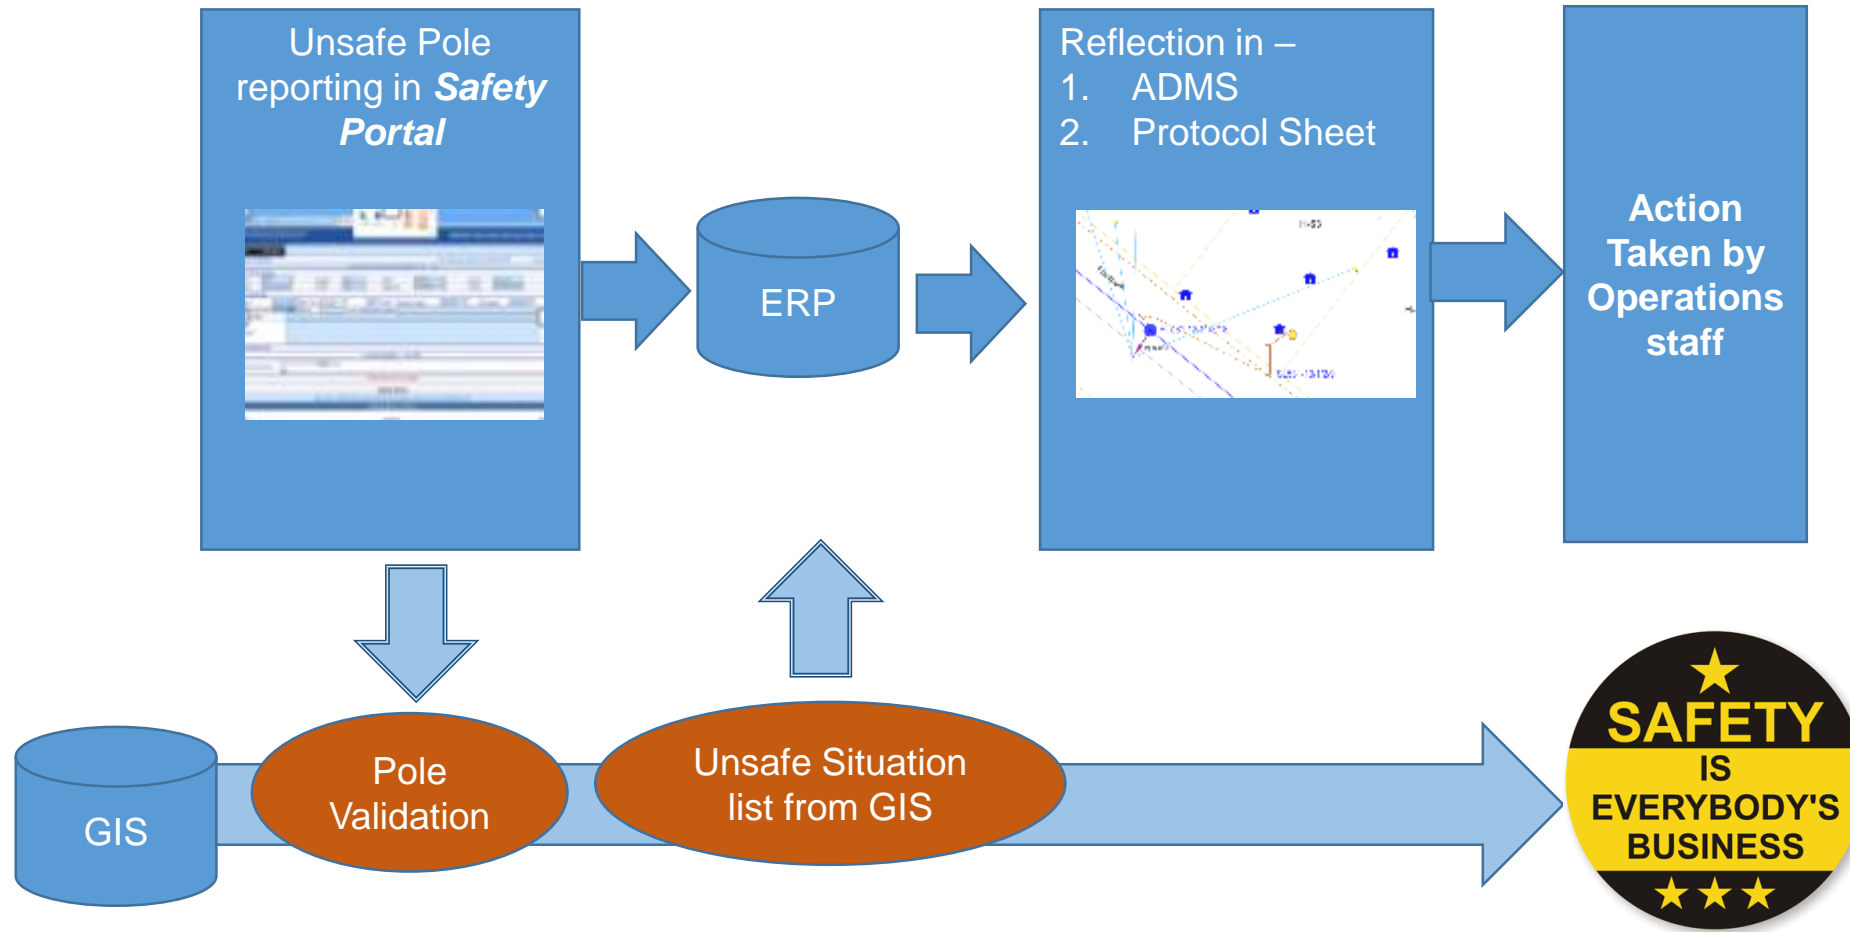 Unsafe Pole
reporting in Safety
Portal
ERP
Reflection in –
1. ADMS
2. Protocol Sheet
H-53
Action
Taken by
Operations
staff
GIS
Pole
Validation
Unsafe Situation
list from GIS
SAFETY
IS
EVERYBODY'S
BUSINESS